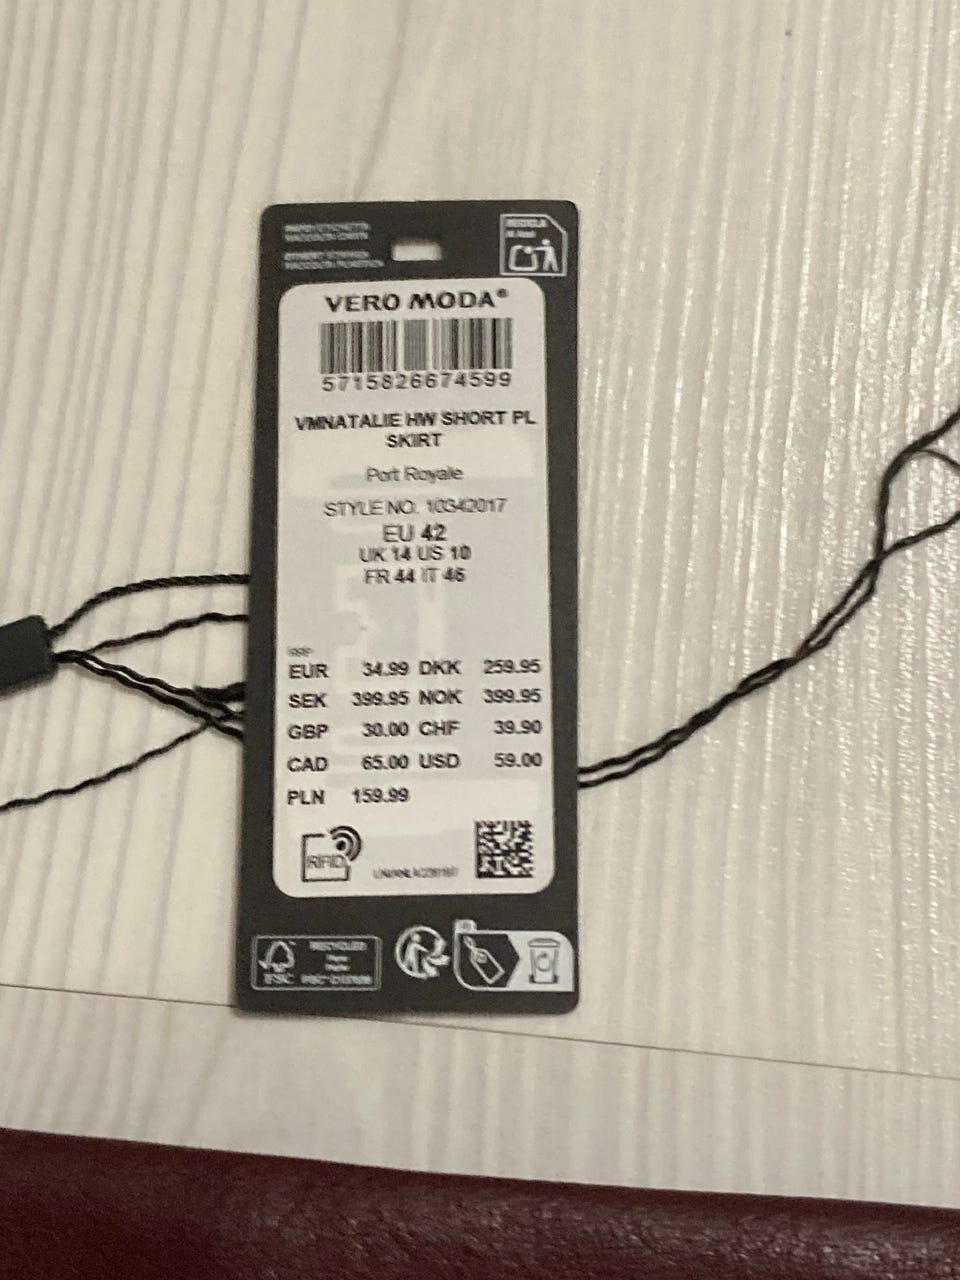 VERO MODA®
5715826674599
VMNATALIE HW SHORT PL
SKIRT
Port Royale
STYLE NO. 10342017
EU 42
UK 14 US 10
FR 44 IT 46
RRP
EUR 34.99 DKK 259.95
SEK 399.95 NOK 399.95
GBP 30.00 CHF 39.90
CAD 65.00 USD 59.00
PLN 159.99
RFID
FSC